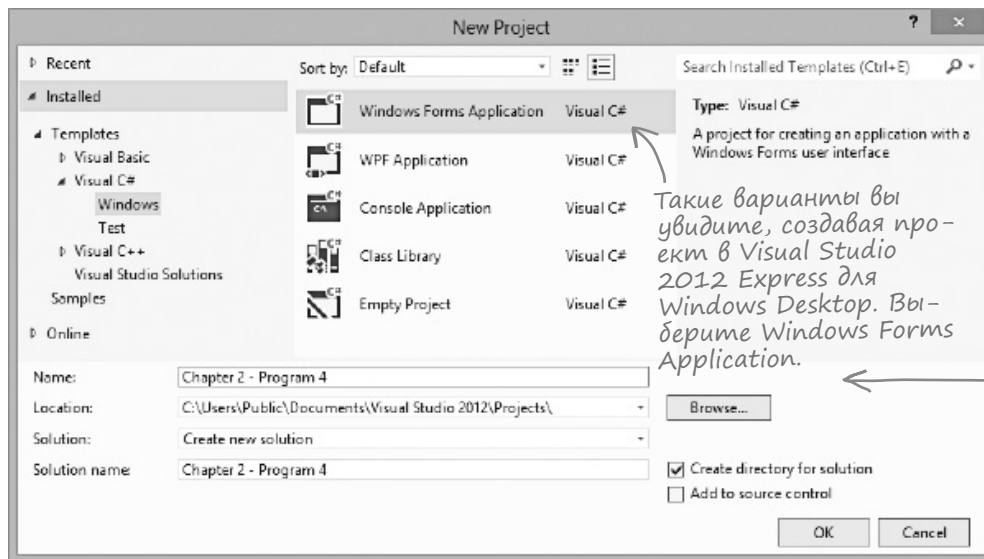 New Project
?
×
Recent
Installed
Templates
Visual Basic
Visual C#
Windows
Test
Visual C++
Visual Studio Solutions
Samples
Online
Sort by: Default
Search Installed Templates (Ctrl+E)
C#
Windows Forms Application Visual C#
C#
WPF Application Visual C#
C#
Console Application Visual C#
C#
Class Library Visual C#
C#
Empty Project Visual C#
Type: Visual C#
A project for creating an application with a
Windows Forms user interface
Такие варианты вы
увидите, создавая про-
ект в Visual Studio
2012 Express для
Windows Desktop. Вы-
берите Windows Forms
Application.
Name: Chapter 2 - Program 4
Location: C:\Users\Public\Documents\Visual Studio 2012\Projects\
Browse...
Solution: Create new solution
Solution name: Chapter 2 - Program 4
Create directory for solution
Add to source control
OK Cancel